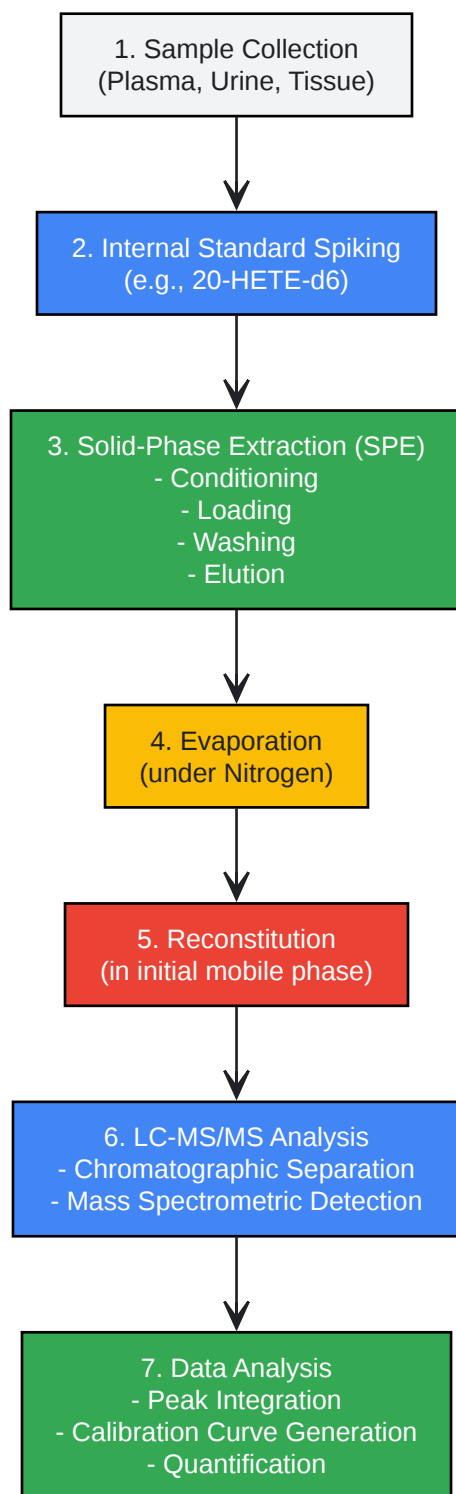 1. Sample Collection
(Plasma, Urine, Tissue)
2. Internal Standard Spiking
(e.g., 20-HETE-d6)
3. Solid-Phase Extraction (SPE)
- Conditioning
- Loading
- Washing
- Elution
4. Evaporation
(under Nitrogen)
5. Reconstitution
(in initial mobile phase)
6. LC-MS/MS Analysis
- Chromatographic Separation
- Mass Spectrometric Detection
7. Data Analysis
- Peak Integration
- Calibration Curve Generation
- Quantification